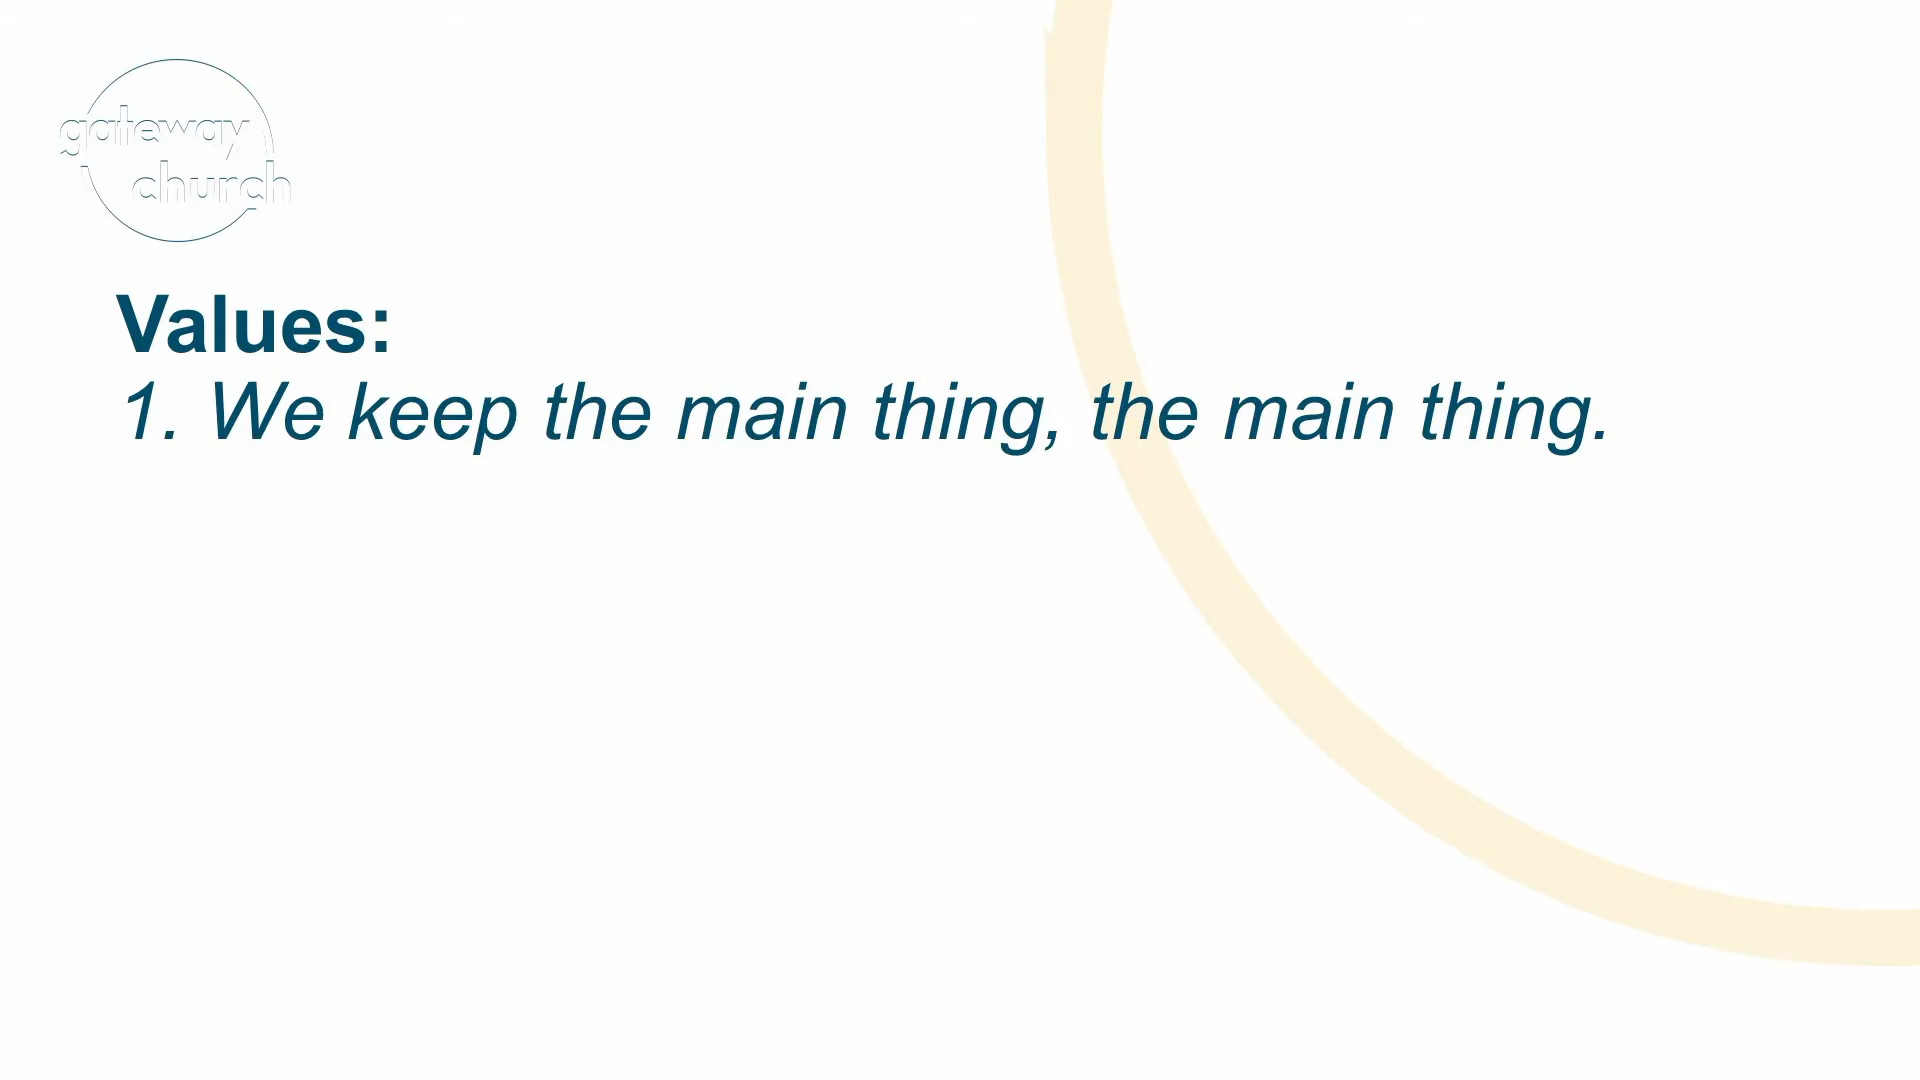 gateway
church
Values:
1. We keep the main thing, the main thing.